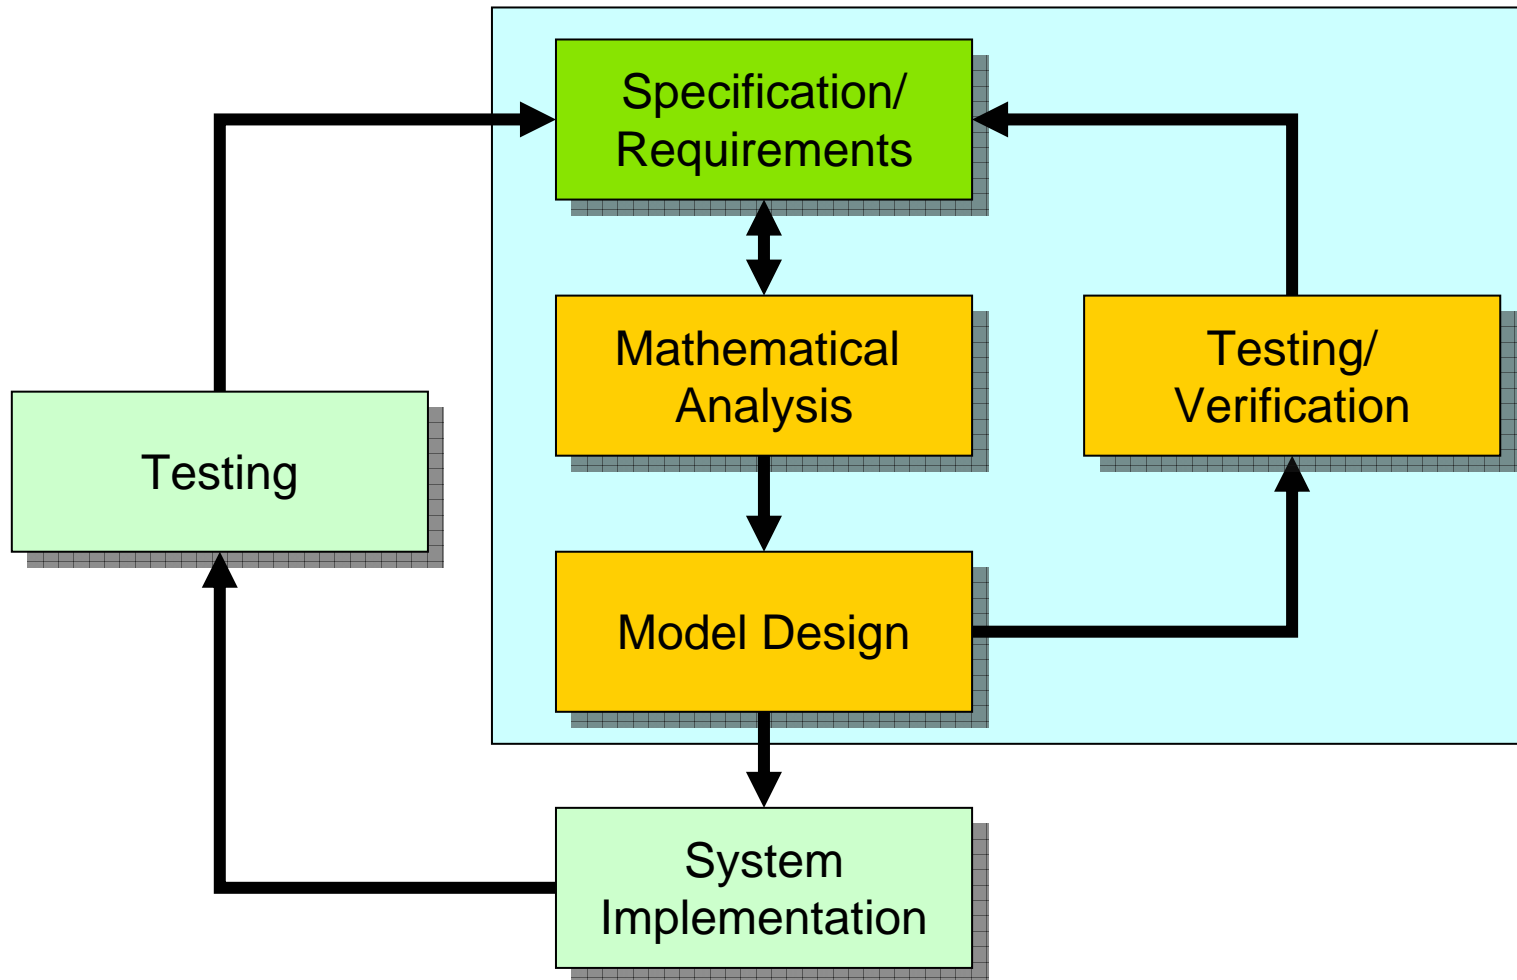 Specification/
Requirements
Mathematical
Analysis
Testing/
Verification
Testing
Model Design
System
Implementation